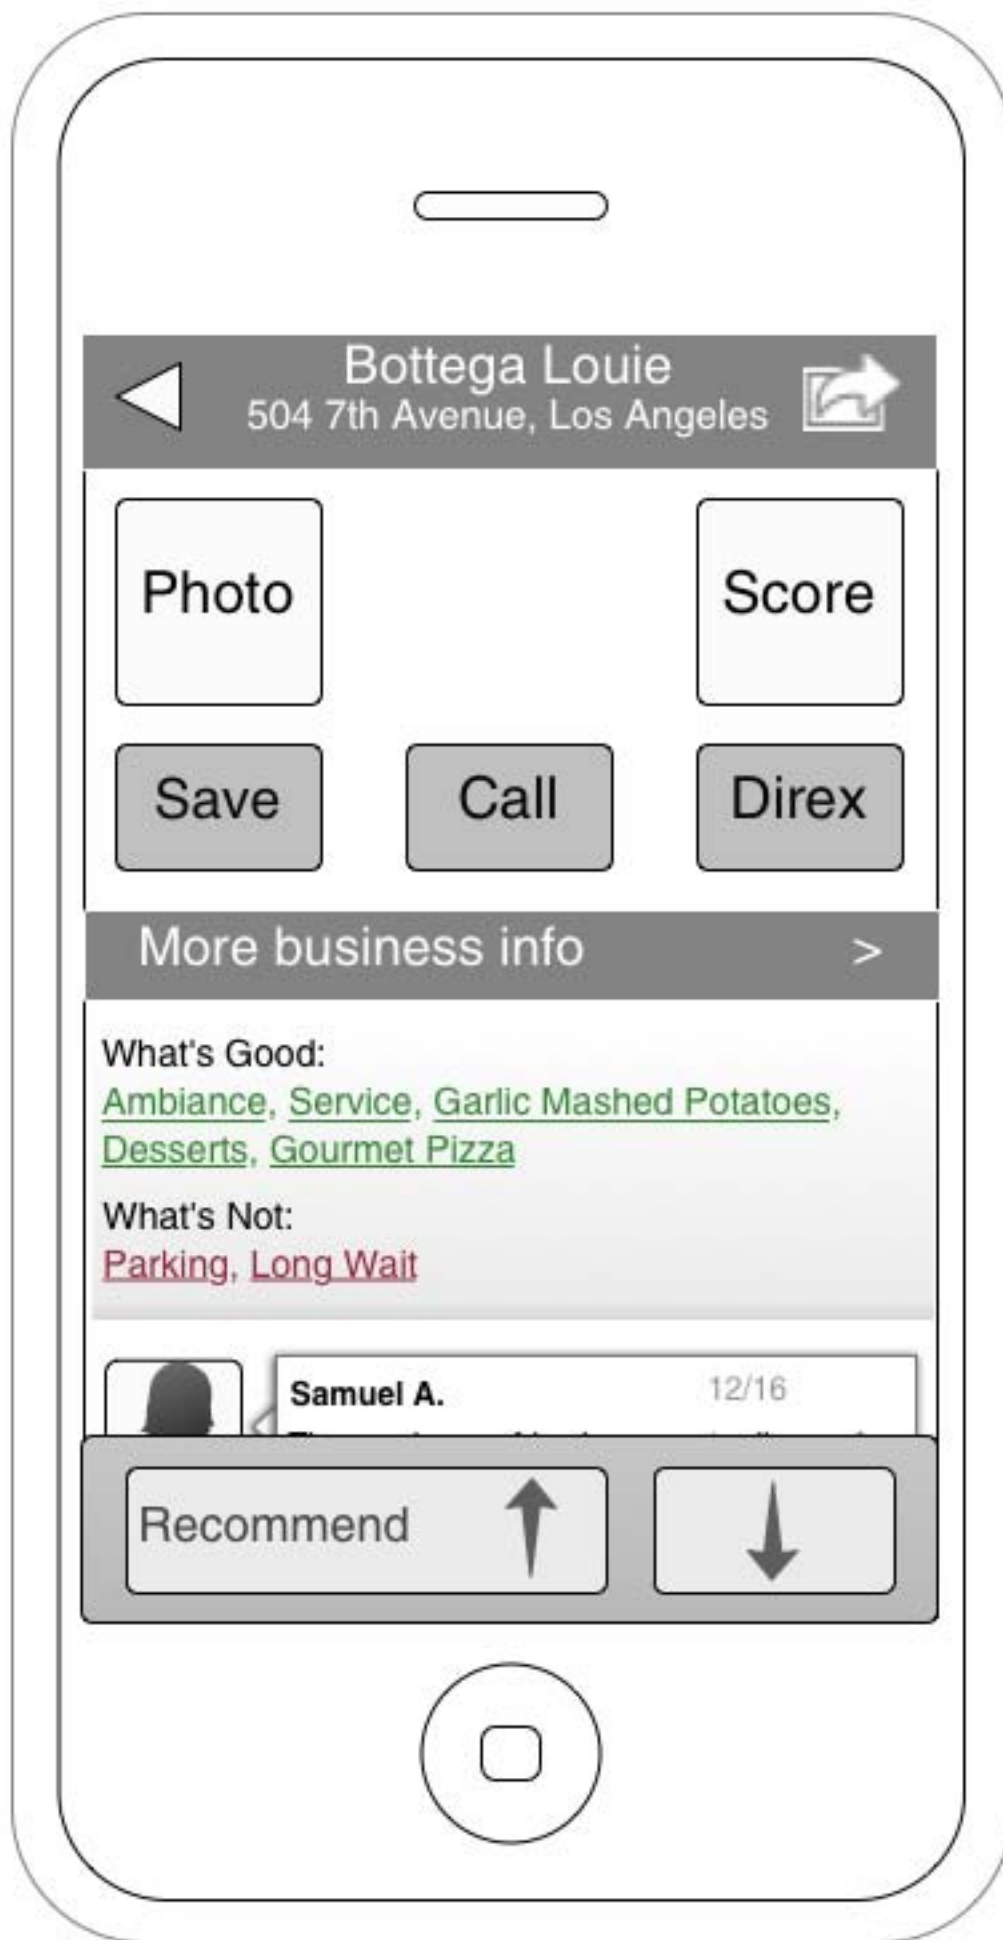 Bottega Louie
504 7th Avenue, Los Angeles
Photo
Score
Save
Call
Direx
More business info >
What's Good:
Ambiance, Service, Garlic Mashed Potatoes,
Desserts, Gourmet Pizza
What's Not:
Parking, Long Wait
Samuel A. 12/16
Recommend